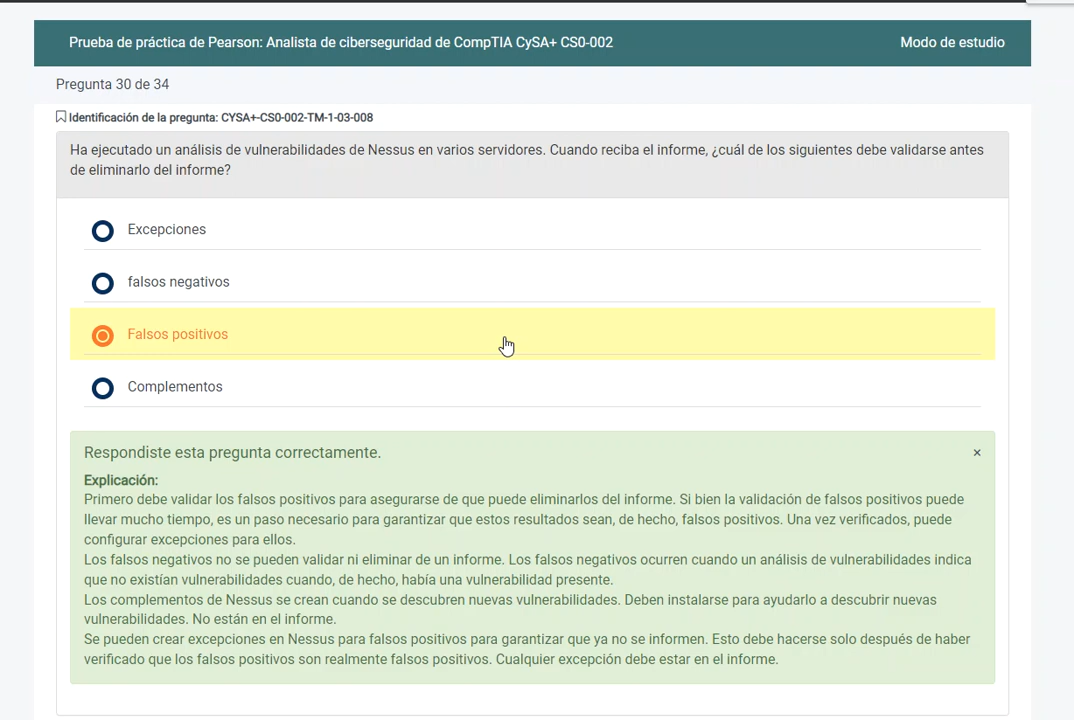 Prueba de práctica de Pearson: Analista de ciberseguridad de CompTIA CySA+ CS0-002
Modo de estudio
Pregunta 30 de 34
Identificación de la pregunta: CYSA+-CS0-002-TM-1-03-008
Ha ejecutado un análisis de vulnerabilidades de Nessus en varios servidores. Cuando reciba el informe, ¿cuál de los siguientes debe validarse antes
de eliminarlo del informe?
Excepciones
falsos negativos
Falsos positivos
Complementos
Respondiste esta pregunta correctamente.
×
Explicación:
Primero debe validar los falsos positivos para asegurarse de que puede eliminarlos del informe. Si bien la validación de falsos positivos puede
llevar mucho tiempo, es un paso necesario para garantizar que estos resultados sean, de hecho, falsos positivos. Una vez verificados, puede
configurar excepciones para ellos.
Los falsos negativos no se pueden validar ni eliminar de un informe. Los falsos negativos ocurren cuando un análisis de vulnerabilidades indica
que no existían vulnerabilidades cuando, de hecho, había una vulnerabilidad presente.
Los complementos de Nessus se crean cuando se descubren nuevas vulnerabilidades. Deben instalarse para ayudarlo a descubrir nuevas
vulnerabilidades. No están en el informe.
Se pueden crear excepciones en Nessus para falsos positivos para garantizar que ya no se informen. Esto debe hacerse solo después de haber
verificado que los falsos positivos son realmente falsos positivos. Cualquier excepción debe estar en el informe.